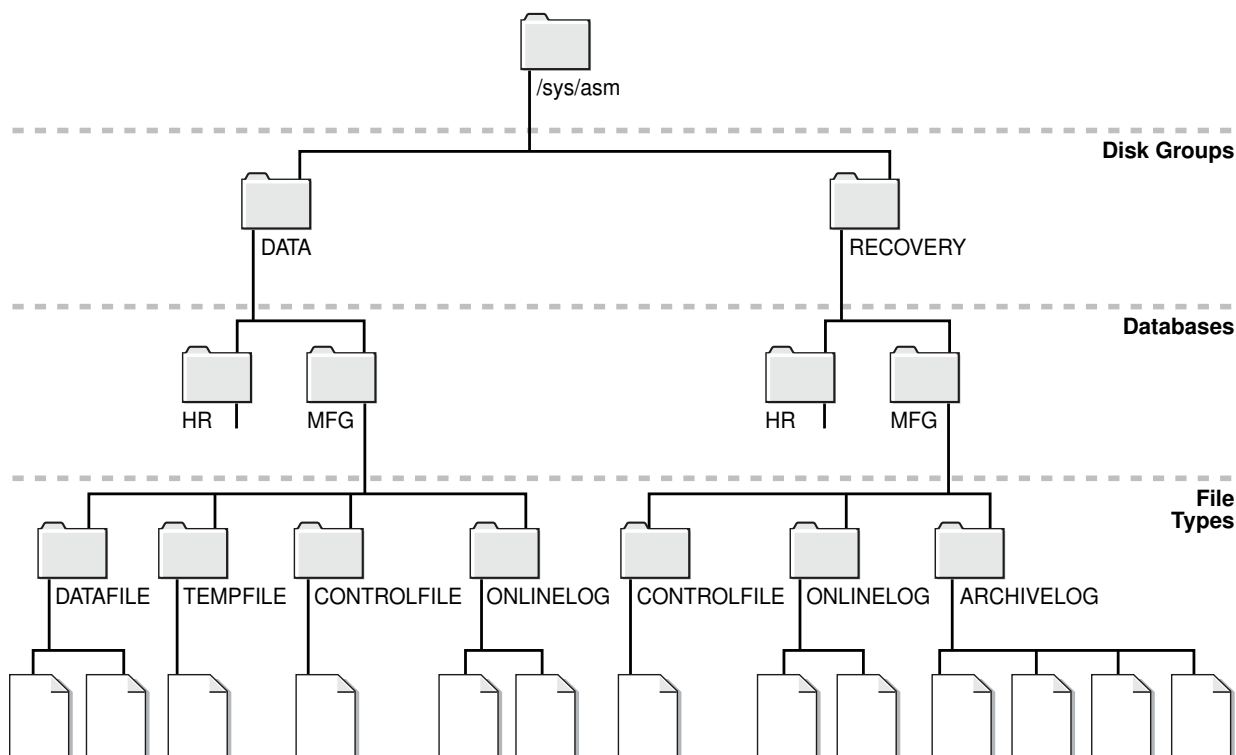 /sys/asm
Disk Groups
DATA
RECOVERY
Databases
HR
MFG
HR
MFG
File
Types
DATAFILE
TEMPFILE
CONTROLFILE
ONLINELOG
CONTROLFILE
ONLINELOG
ARCHIVELOG